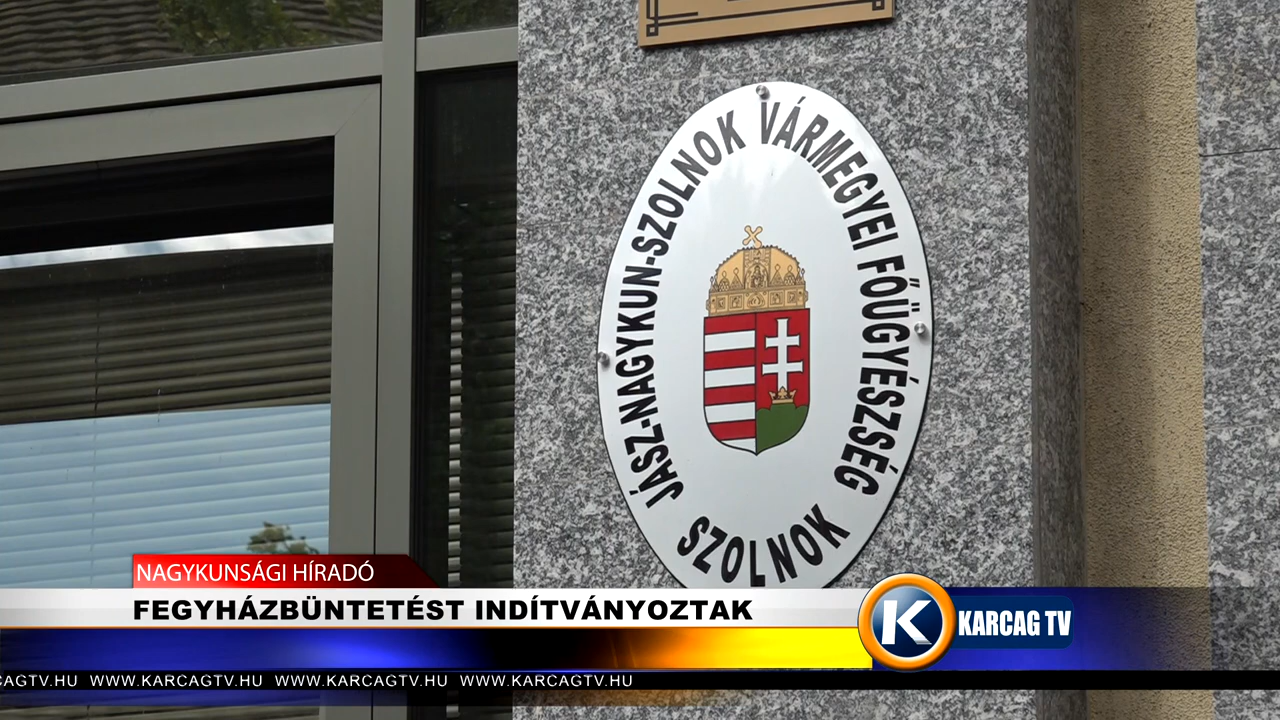 JÁSZ-NAGYKUN-SZOLNOK VÁRMEGYEI FŐÜGYÉSZSÉG
SZOLNOK
NAGYKUNSÁGI HÍRADÓ
FEGYHÁZBÜNTETÉST INDÍTVÁNYOZTAK
K KARCAG TV
CAGTV.HU WWW.KARCAGTV.HU WWW.KARCAGTV.HU WWW.KARCAGTV.HU